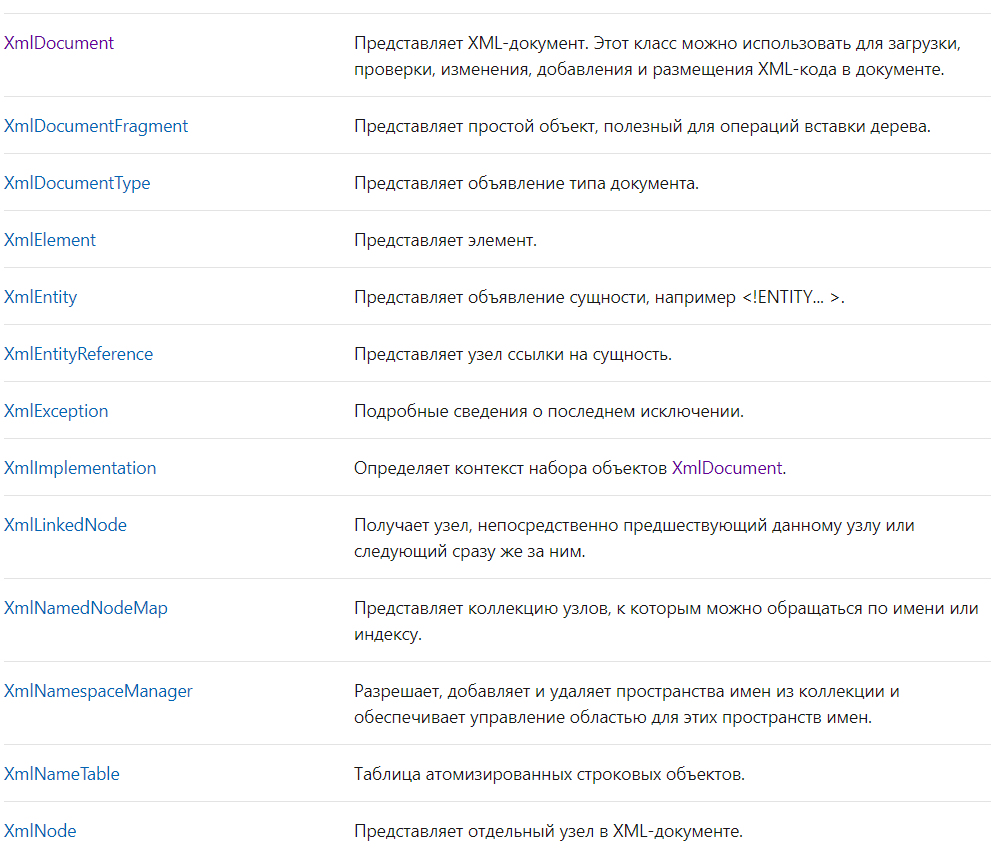 XmlDocument
Представляет XML-документ. Этот класс можно использовать для загрузки,
проверки, изменения, добавления и размещения XML-кода в документе.
XmlDocumentFragment
Представляет простой объект, полезный для операций вставки дерева.
XmlDocumentType
Представляет объявление типа документа.
XmlElement
Представляет элемент.
XmlEntity
Представляет объявление сущности, например <!ENTITY... >.
XmlEntityReference
Представляет узел ссылки на сущность.
XmlException
Подробные сведения о последнем исключении.
XmlImplementation
Определяет контекст набора объектов XmlDocument.
XmlLinkedNode
Получает узел, непосредственно предшествующий данному узлу или
следующий сразу же за ним.
XmlNamedNodeMap
Представляет коллекцию узлов, к которым можно обращаться по имени или
индексу.
XmlNamespaceManager
Разрешает, добавляет и удаляет пространства имен из коллекции и
обеспечивает управление областью для этих пространств имен.
XmlNameTable
Таблица атомизированных строковых объектов.
XmlNode
Представляет отдельный узел в XML-документе.